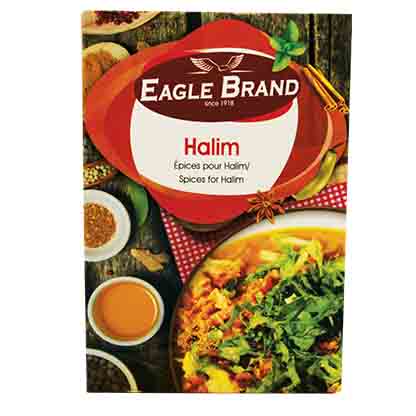 EAGLE BRAND
since 1918
Halim
Épices pour Halim/
Spices for Halim